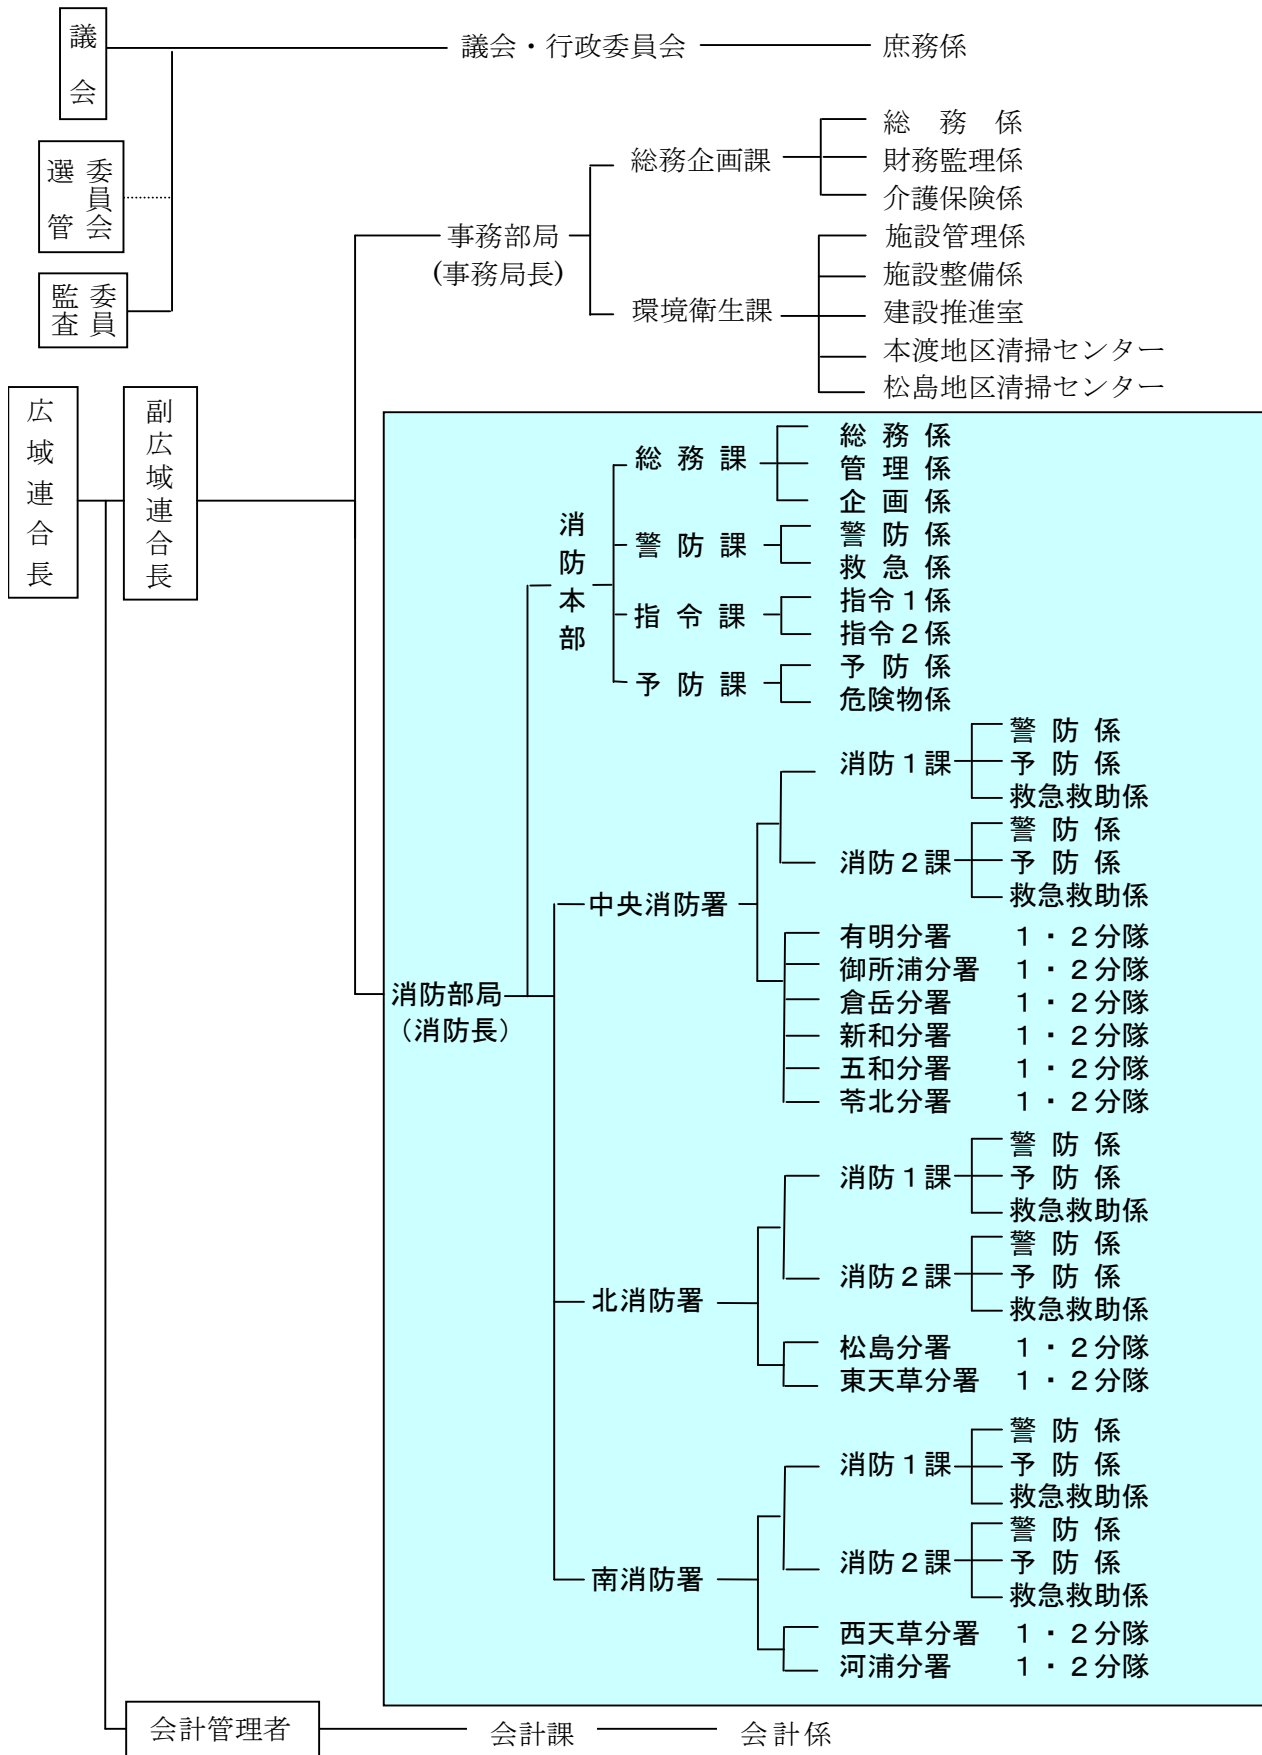 議会
議会・行政委員会
庶務係
選管委員会
監査委員
総務企画課
総務係
財務監理係
介護保険係
事務部局
(事務局長)
環境衛生課
施設管理係
施設整備係
建設推進室
本渡地区清掃センター
松島地区清掃センター
広域連合長
副広域連合長
消防部局
（消防長）
消防本部
総務課
総務係
管理係
企画係
警防課
警防係
救急係
指令課
指令１係
指令２係
予防課
予防係
危険物係
中央消防署
消防１課
警防係
予防係
救急救助係
消防２課
警防係
予防係
救急救助係
有明分署 １・２分隊
御所浦分署 １・２分隊
倉岳分署 １・２分隊
新和分署 １・２分隊
五和分署 １・２分隊
苓北分署 １・２分隊
北消防署
消防１課
警防係
予防係
救急救助係
消防２課
警防係
予防係
救急救助係
松島分署 １・２分隊
東天草分署 １・２分隊
南消防署
消防１課
警防係
予防係
救急救助係
消防２課
警防係
予防係
救急救助係
西天草分署 １・２分隊
河浦分署 １・２分隊
会計管理者
会計課
会計係